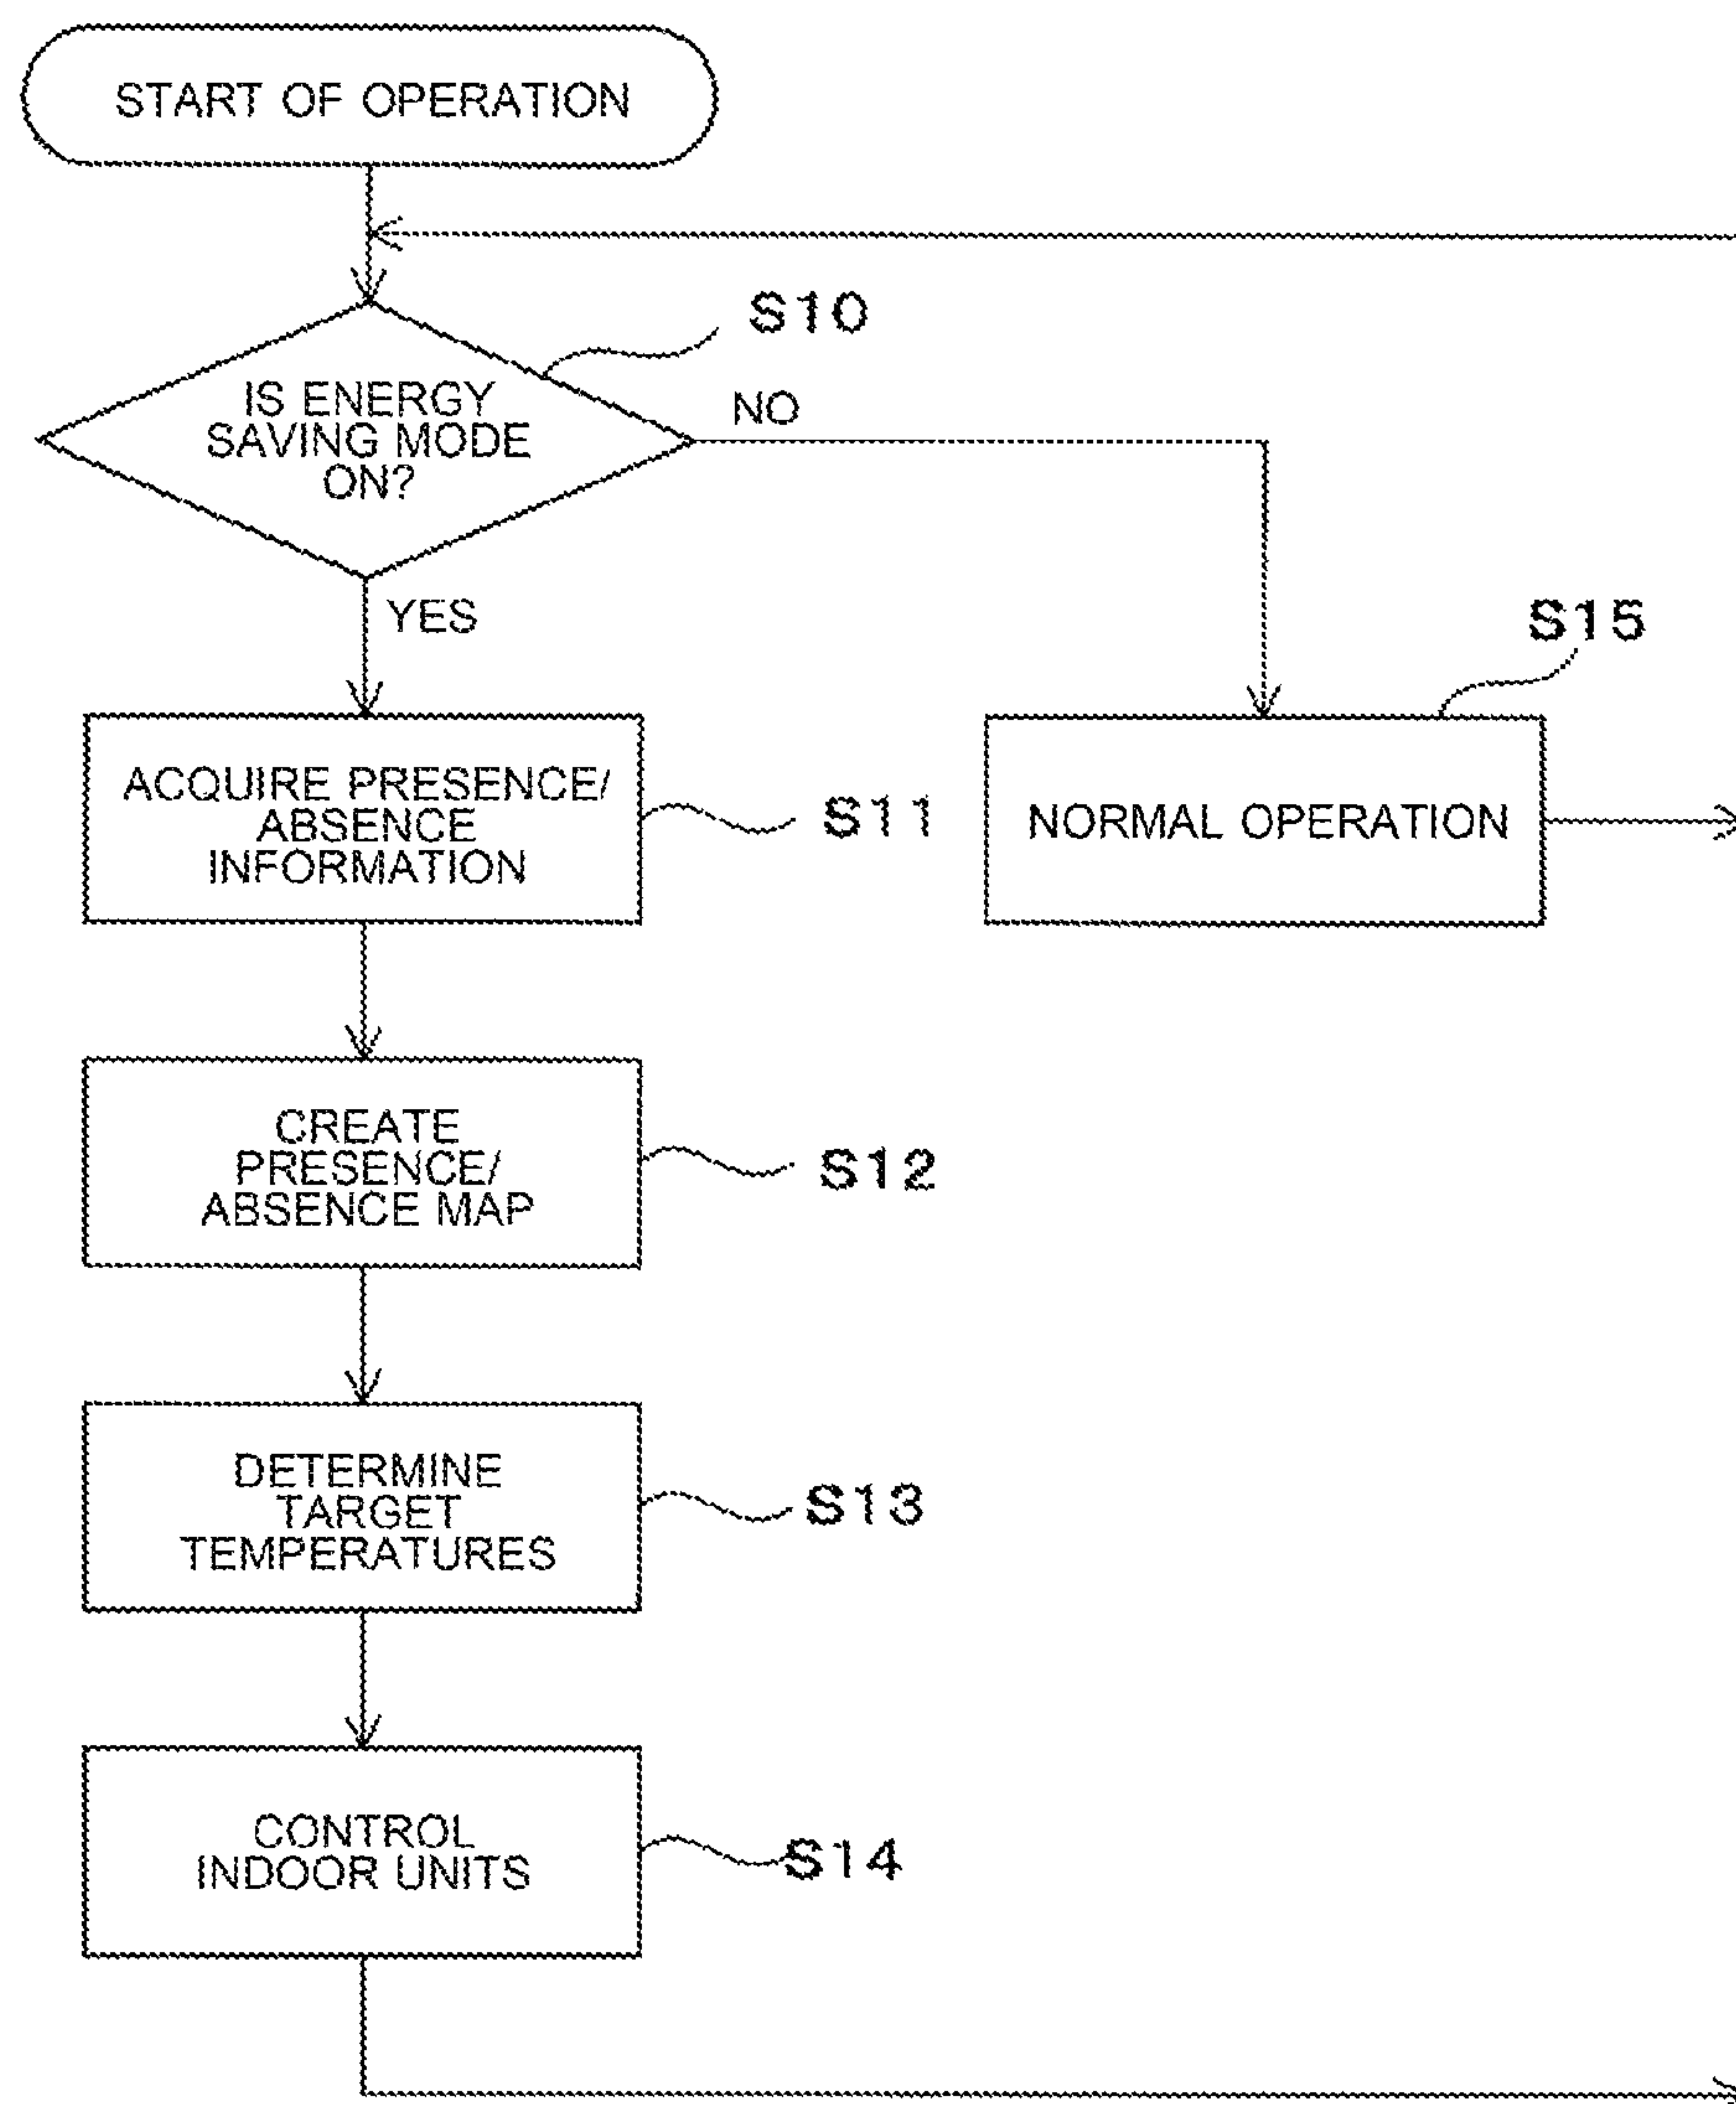 START OF OPERATION
S10
IS ENERGY
SAVING MODE
ON?
NO
YES
S15
ACQUIRE PRESENCE/
ABSENCE
INFORMATION
S11
NORMAL OPERATION
CREATE
PRESENCE/
ABSENCE MAP
S12
DETERMINE
TARGET
TEMPERATURES
S13
CONTROL
INDOOR UNITS
S14